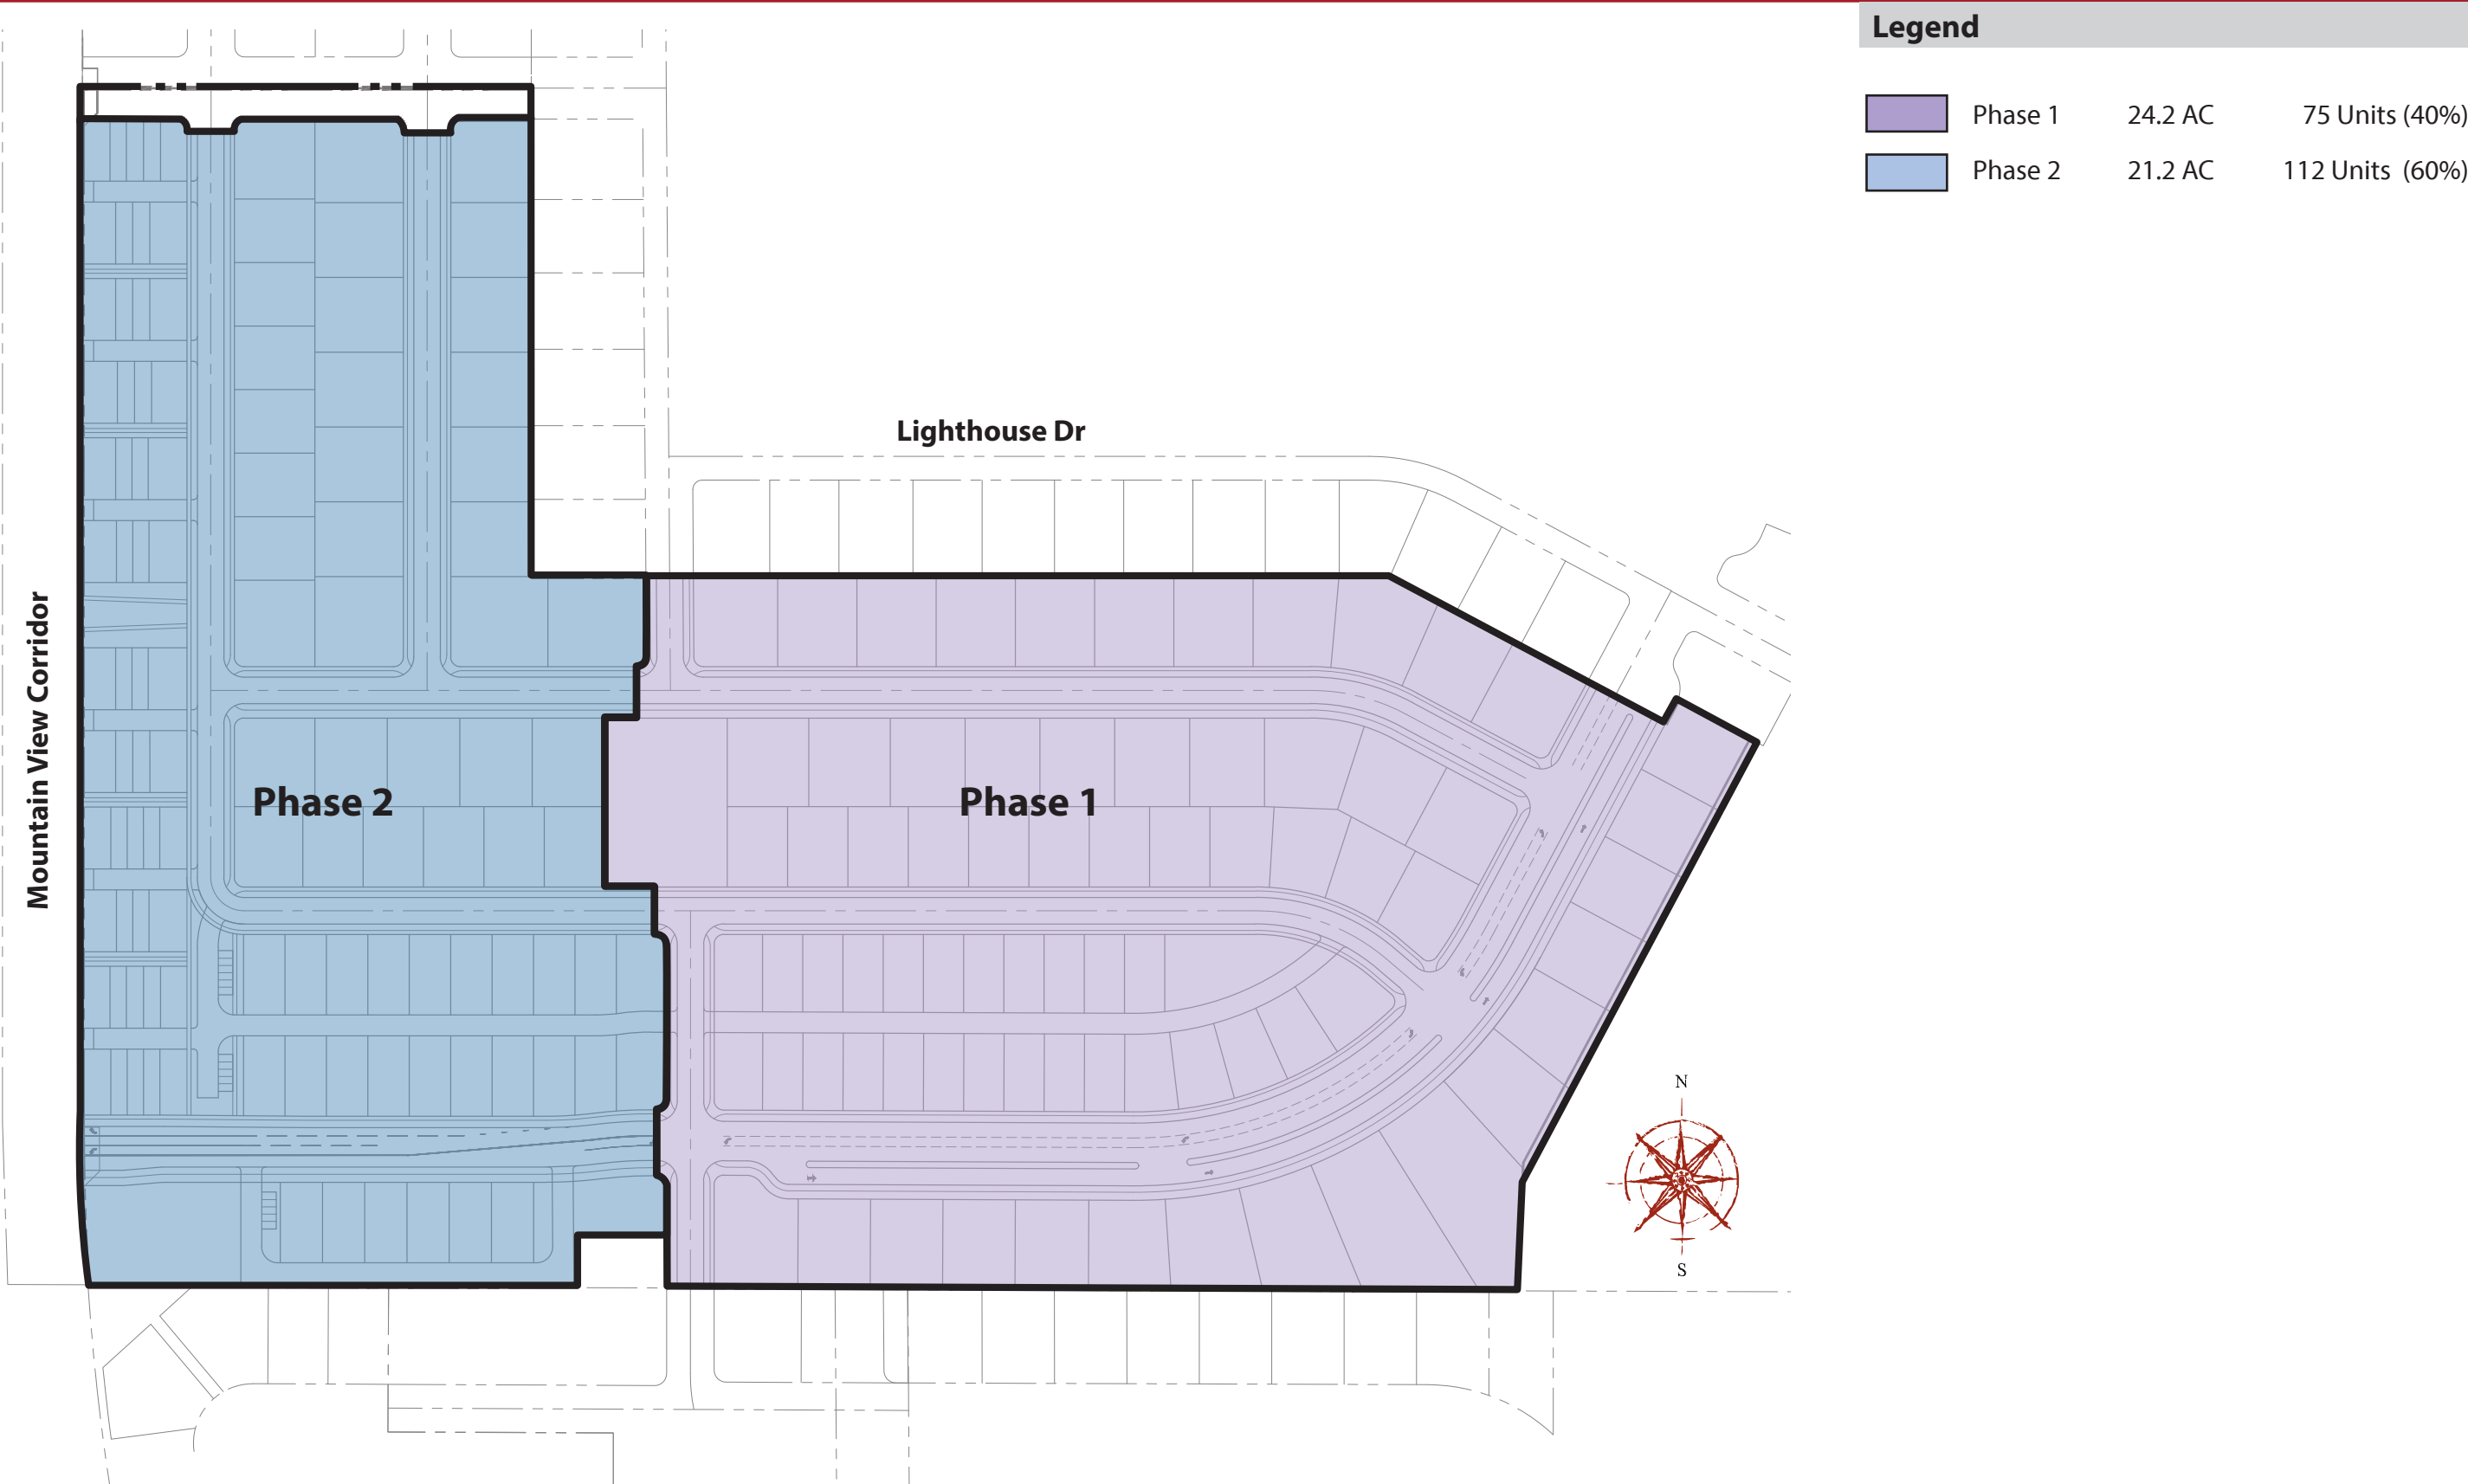 Legend
Phase 1 24.2 AC 75 Units (40%)
Phase 2 21.2 AC 112 Units (60%)
Lighthouse Dr
Mountain View Corridor
Phase 2
Phase 1
N
S